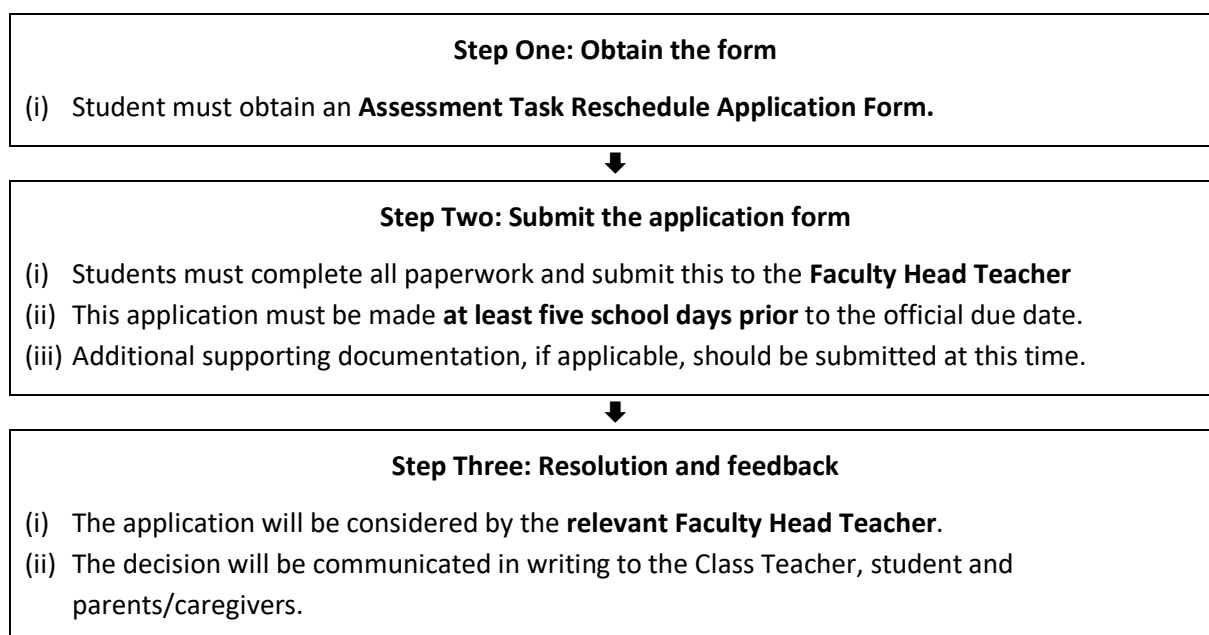 Step One: Obtain the form
(i) Student must obtain an Assessment Task Reschedule Application Form.
Step Two: Submit the application form
(i) Students must complete all paperwork and submit this to the Faculty Head Teacher
(ii) This application must be made at least five school days prior to the official due date.
(iii) Additional supporting documentation, if applicable, should be submitted at this time.
Step Three: Resolution and feedback
(i) The application will be considered by the relevant Faculty Head Teacher.
(ii) The decision will be communicated in writing to the Class Teacher, student and
parents/caregivers.